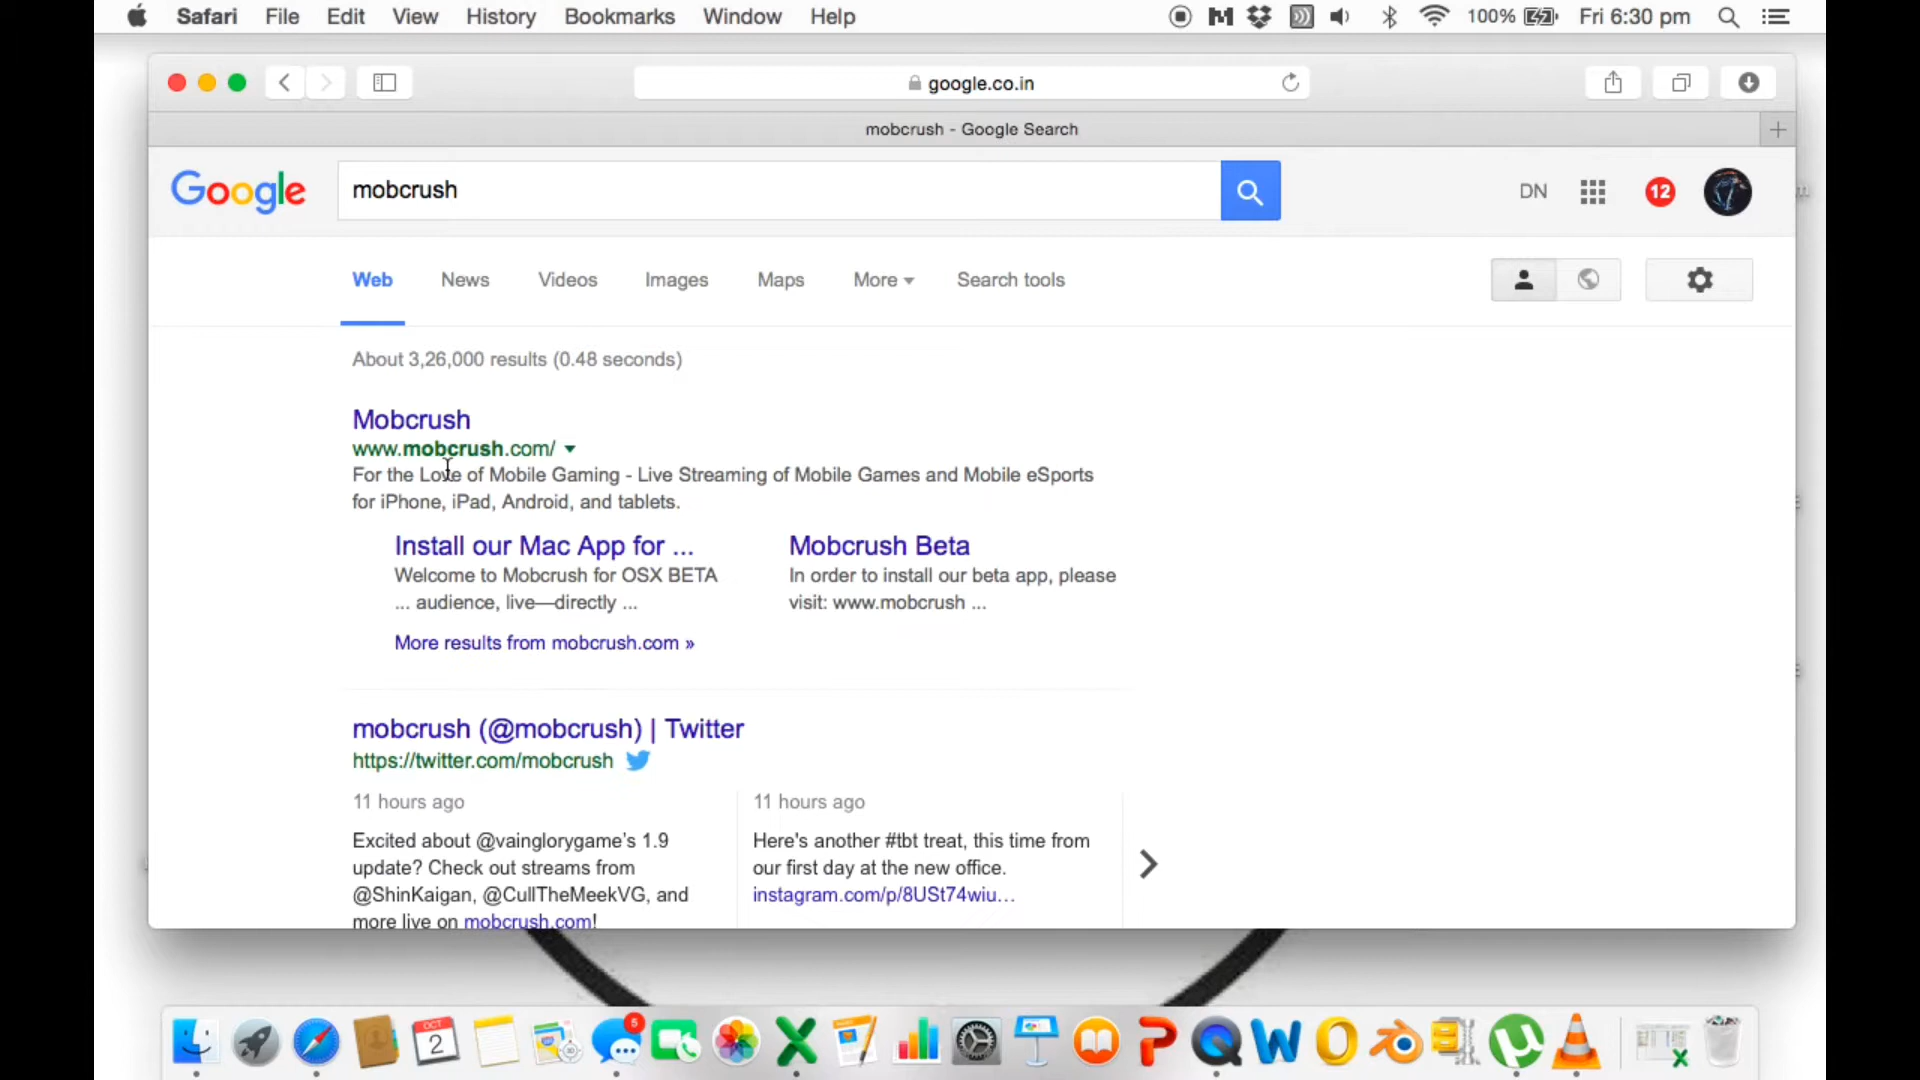 Safari File Edit View History Bookmarks Window Help 100% Fri 6:30 pm
google.co.in
mobcrush - Google Search
Google mobcrush DN 12
Web News Videos Images Maps More Search tools
About 3,26,000 results (0.48 seconds)
Mobcrush
www.mobcrush.com/
For the Love of Mobile Gaming - Live Streaming of Mobile Games and Mobile eSports
for iPhone, iPad, Android, and tablets.
Install our Mac App for ...
Welcome to Mobcrush for OSX BETA
... audience, live—directly ...
Mobcrush Beta
In order to install our beta app, please
visit: www.mobcrush ...
More results from mobcrush.com »
mobcrush (@mobcrush) | Twitter
https://twitter.com/mobcrush
11 hours ago
Excited about @vainglorygame's 1.9
update? Check out streams from
@ShinKaigan, @CullTheMeekVG, and
more live on mobcrush.com!
11 hours ago
Here's another #tbt treat, this time from
our first day at the new office.
instagram.com/p/8USt74wiu...
OCT
2
5